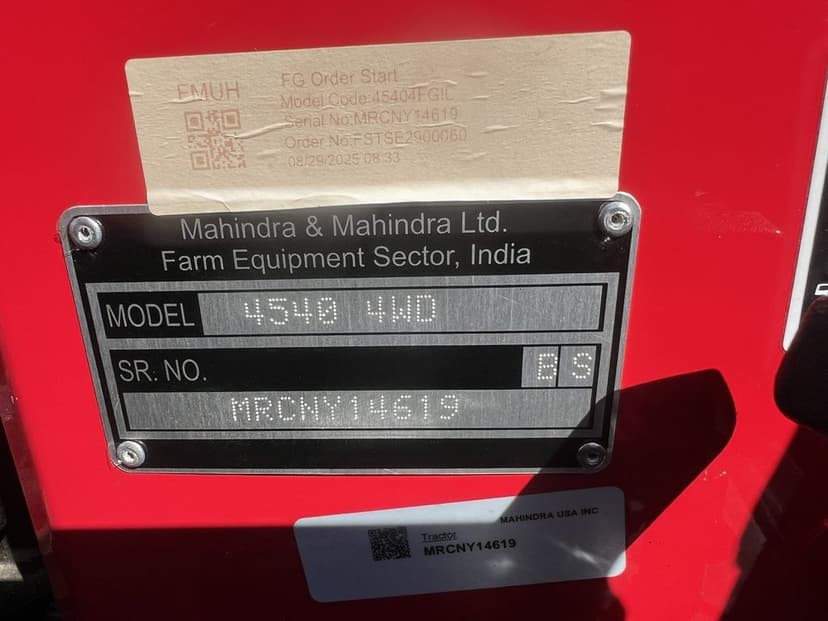 EMUH
FG Order Start
Model Code:45404FGIL
Serial No:MRCNY14619
Order No:FSTSE2900060
08/29/2025 08:33
Mahindra & Mahindra Ltd.
Farm Equipment Sector, India
MODEL 4540 4WD
SR. NO. B S
MRCNY14619
MAHINDRA USA INC
Tractor
MRCNY14619